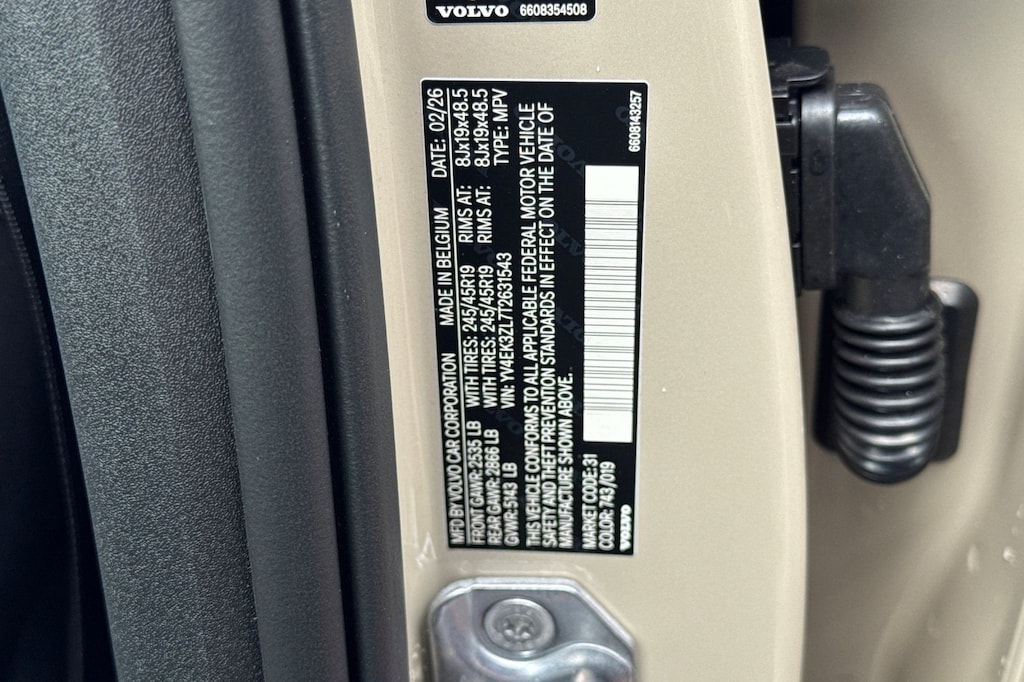 VOLVO 6608354508
MFD BY VOLVO CAR CORPORATION MADE IN BELGIUM DATE: 02/26
FRONT GAWR: 2535 LB WITH TIRES: 245/45R19 RIMS AT: 8Jx19x48.5
REAR GAWR: 2866 LB WITH TIRES: 245/45R19 RIMS AT: 8Jx19x48.5
GVWR: 5143 LB VIN: YV4EK3ZL7T2631543 TYPE: MPV
THIS VEHICLE CONFORMS TO ALL APPLICABLE FEDERAL MOTOR VEHICLE
SAFETY AND THEFT PREVENTION STANDARDS IN EFFECT ON THE DATE OF
MANUFACTURE SHOWN ABOVE.
MARKET CODE: 31
COLOR: 743/019
VOLVO 6608143257